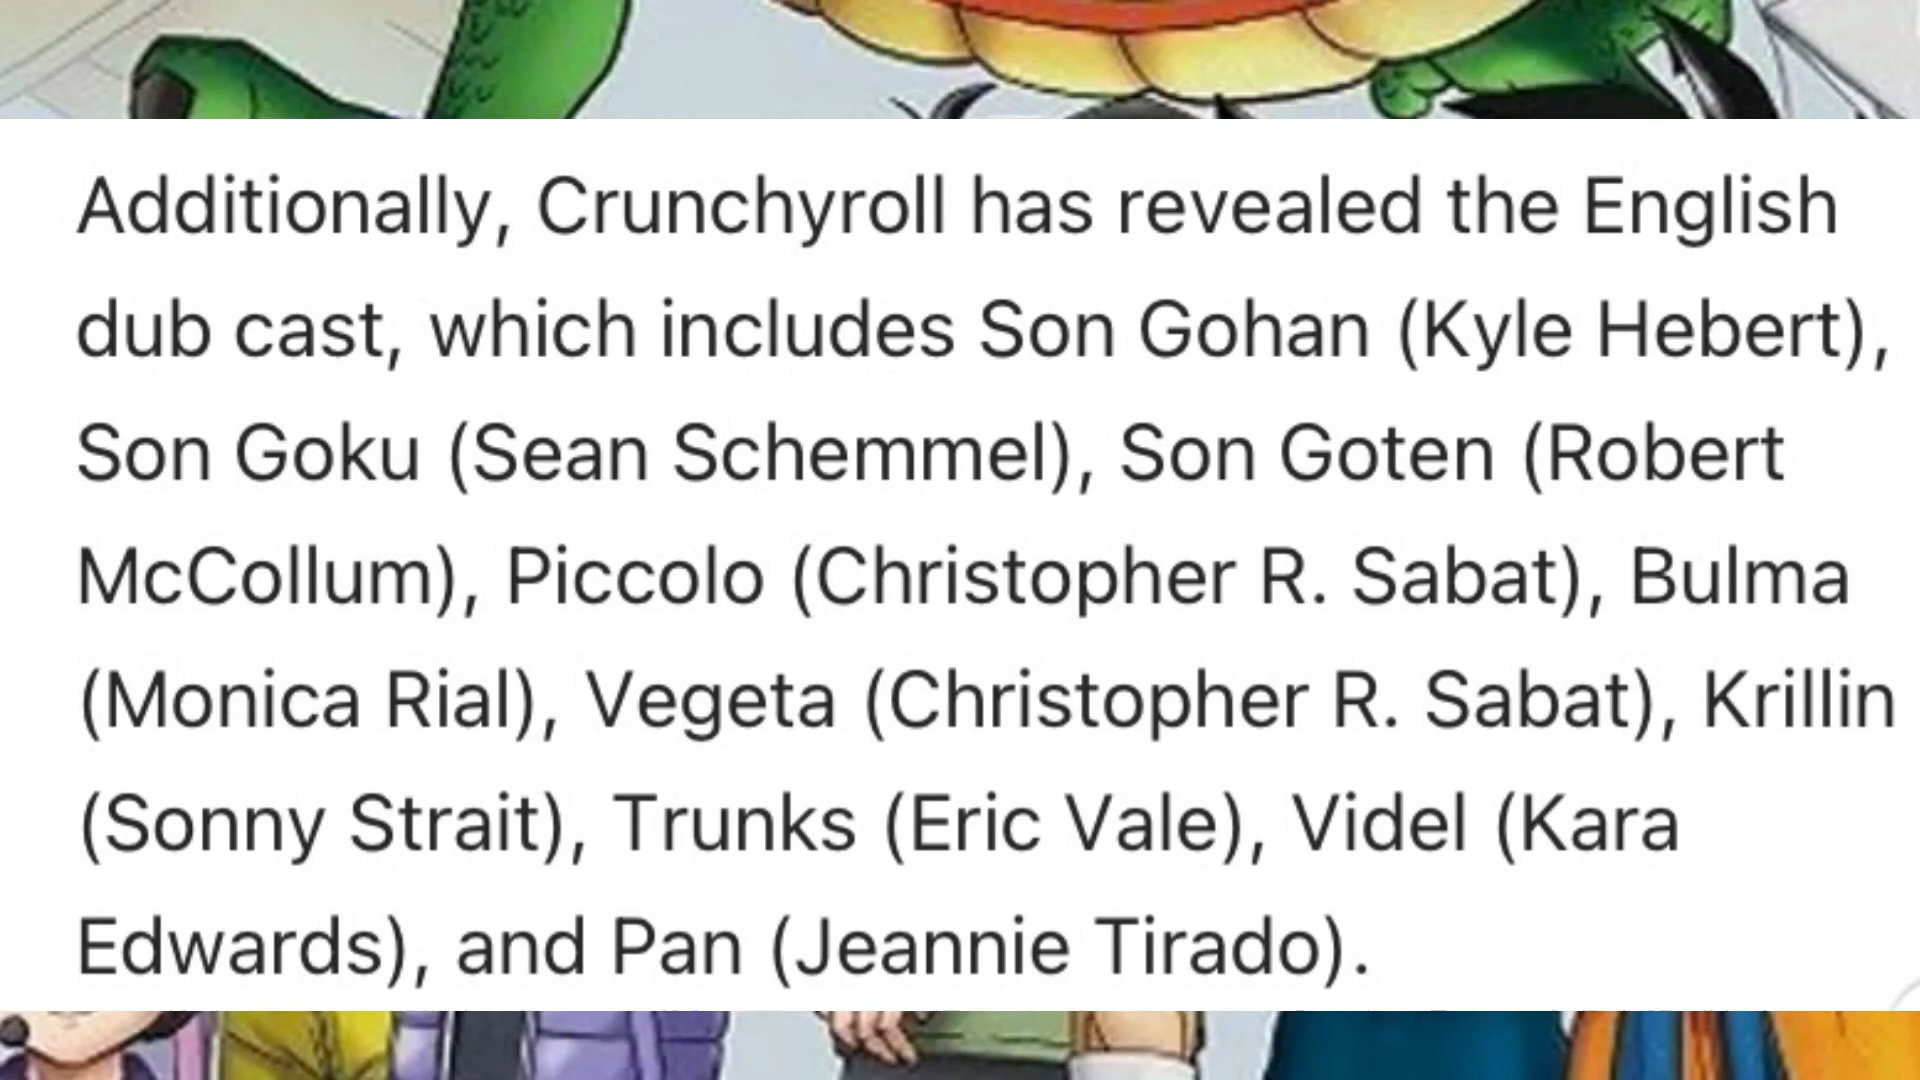 Additionally, Crunchyroll has revealed the English
dub cast, which includes Son Gohan (Kyle Hebert),
Son Goku (Sean Schemmel), Son Goten (Robert
McCollum), Piccolo (Christopher R. Sabat), Bulma
(Monica Rial), Vegeta (Christopher R. Sabat), Krillin
(Sonny Strait), Trunks (Eric Vale), Videl (Kara
Edwards), and Pan (Jeannie Tirado).